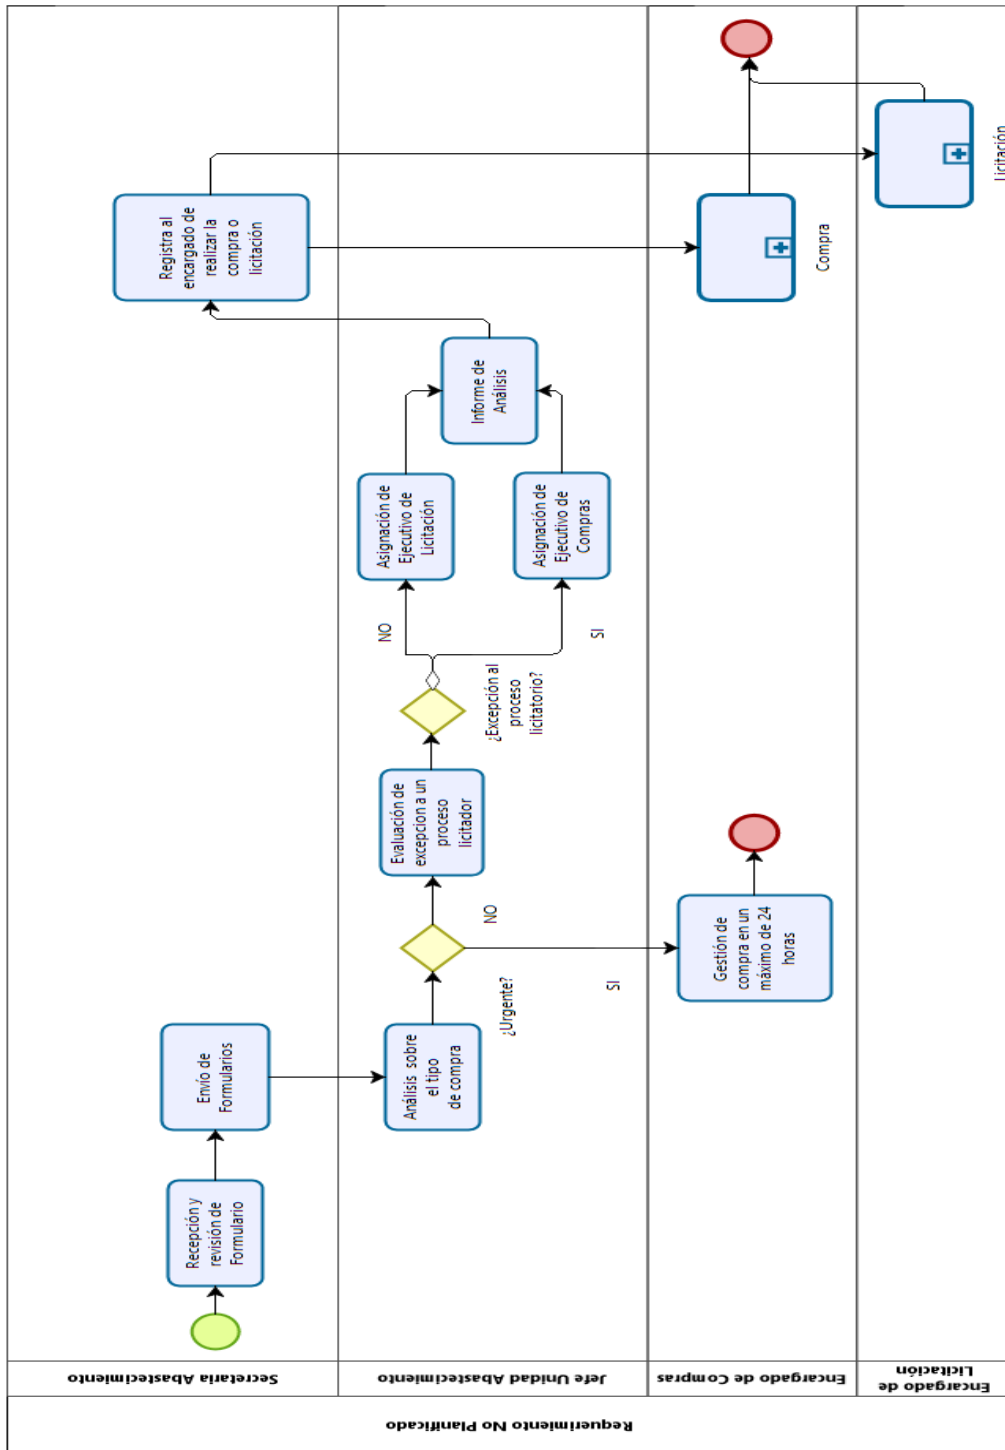 Requerimiento No Planificado
Secretaria Abastecimiento
Recepción y
revisión de
Formulario
Envío de
Formularios
Registra al
encargado de
realizar la
compra o
licitación
Jefe Unidad Abastecimiento
Análisis sobre
el tipo
de compra
¿Urgente?
NO
SI
Evaluación de
excepcion a un
proceso
licitador
¿Excepción al
proceso
licitatorio?
NO
SI
Asignación de
Ejecutivo de
Licitación
Asignación de
Ejecutivo de
Compras
Informe de
Análisis
Encargado de Compras
Gestión de
compra en un
máximo de 24
horas
Compra
Encargado de
Licitación
Licitación